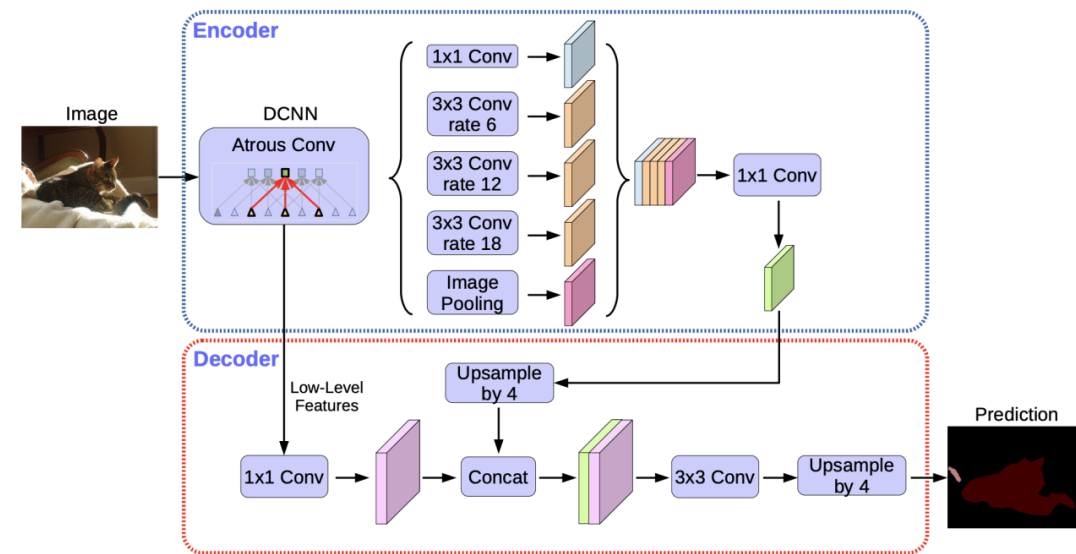 Encoder
Image
DCNN
Atrous Conv
1x1 Conv
3x3 Conv
rate 6
3x3 Conv
rate 12
3x3 Conv
rate 18
Image
Pooling
1x1 Conv
Decoder
Low-Level
Features
Upsample
by 4
1x1 Conv
Concat
3x3 Conv
Upsample
by 4
Prediction